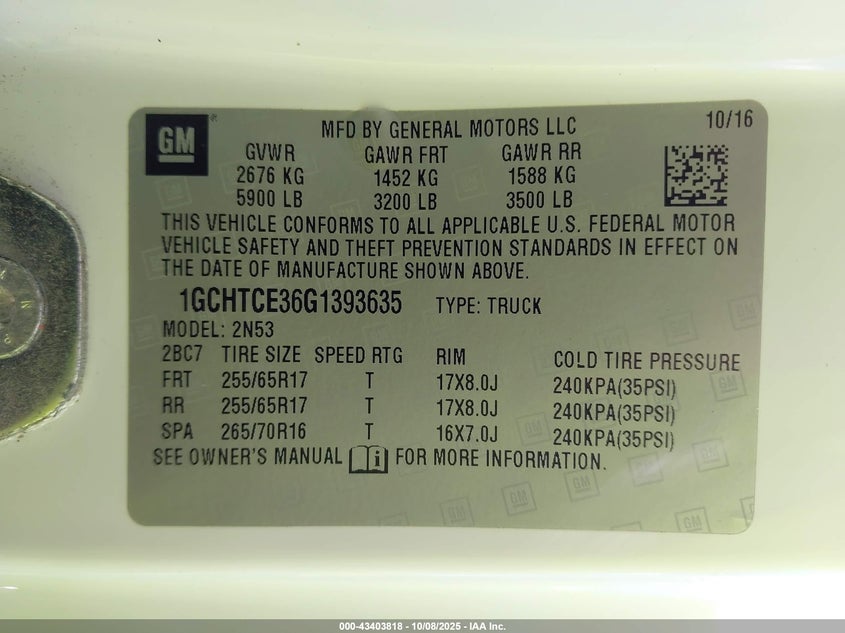 GM
MFD BY GENERAL MOTORS LLC 10/16
GVWR GAWR FRT GAWR RR
2676 KG 1452 KG 1588 KG
5900 LB 3200 LB 3500 LB
THIS VEHICLE CONFORMS TO ALL APPLICABLE U.S. FEDERAL MOTOR
VEHICLE SAFETY AND THEFT PREVENTION STANDARDS IN EFFECT ON
THE DATE OF MANUFACTURE SHOWN ABOVE.
1GCHTCE36G1393635 TYPE: TRUCK
MODEL: 2N53
2BC7 TIRE SIZE SPEED RTG RIM COLD TIRE PRESSURE
FRT 255/65R17 T 17X8.0J 240KPA(35PSI)
RR 255/65R17 T 17X8.0J 240KPA(35PSI)
SPA 265/70R16 T 16X7.0J 240KPA(35PSI)
SEE OWNER'S MANUAL i FOR MORE INFORMATION.
000-43403818 - 10/08/2025 - IAA Inc.